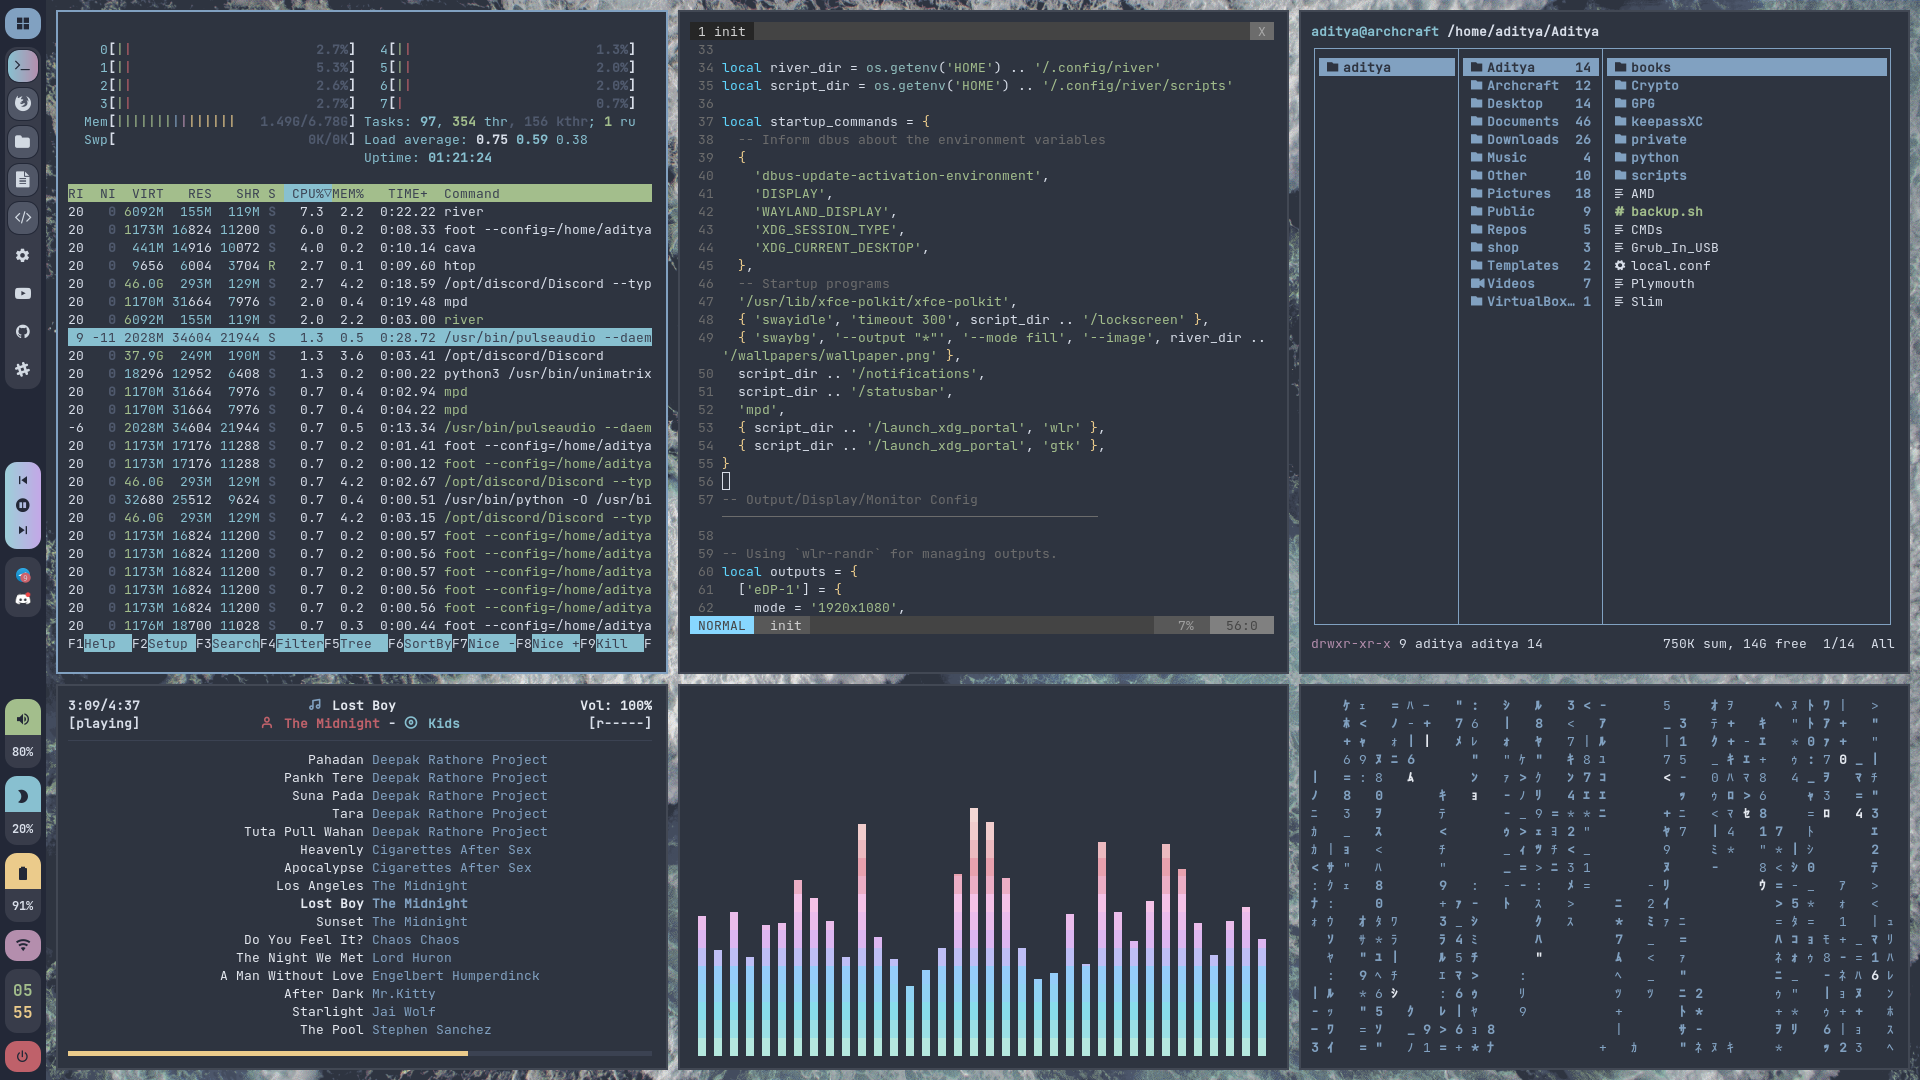 0[|| 2.7%] 4[|| 1.3%]
1[|| 5.3%] 5[|| 2.0%]
2[|| 2.6%] 6[|| 2.0%]
3[|| 2.7%] 7[| 0.7%]
Mem[||||||||||||||| 1.49G/6.78G] Tasks: 97, 354 thr, 156 kthr; 1 ru
Swp[ 0K/0K] Load average: 0.75 0.59 0.38
Uptime: 01:21:24
RI NI VIRT RES SHR S CPU%▽MEM% TIME+ Command
20 0 6092M 155M 119M S 7.3 2.2 0:22.22 river
20 0 1173M 16824 11200 S 6.0 0.2 0:08.33 foot --config=/home/aditya
20 0 441M 14916 10072 S 4.0 0.2 0:10.14 cava
20 0 9656 6004 3704 R 2.7 0.1 0:09.60 htop
20 0 46.0G 293M 129M S 2.7 4.2 0:18.59 /opt/discord/Discord --typ
20 0 1170M 31664 7976 S 2.0 0.4 0:19.48 mpd
20 0 6092M 155M 119M S 2.0 2.2 0:03.00 river
9 -11 2028M 34604 21944 S 1.3 0.5 0:28.72 /usr/bin/pulseaudio --daem
20 0 37.9G 249M 190M S 1.3 3.6 0:03.41 /opt/discord/Discord
20 0 18296 12952 6408 S 1.3 0.2 0:00.22 python3 /usr/bin/unimatrix
20 0 1170M 31664 7976 S 0.7 0.4 0:02.94 mpd
20 0 1170M 31664 7976 S 0.7 0.4 0:04.22 mpd
-6 0 2028M 34604 21944 S 0.7 0.5 0:13.34 /usr/bin/pulseaudio --daem
20 0 1173M 17176 11288 S 0.7 0.2 0:01.41 foot --config=/home/aditya
20 0 1173M 17176 11288 S 0.7 0.2 0:00.12 foot --config=/home/aditya
20 0 46.0G 293M 129M S 0.7 4.2 0:02.67 /opt/discord/Discord --typ
20 0 32680 25512 9624 S 0.7 0.4 0:00.51 /usr/bin/python -O /usr/bi
20 0 46.0G 293M 129M S 0.7 4.2 0:03.15 /opt/discord/Discord --typ
20 0 1173M 16824 11200 S 0.7 0.2 0:00.57 foot --config=/home/aditya
20 0 1173M 16824 11200 S 0.7 0.2 0:00.56 foot --config=/home/aditya
20 0 1173M 16824 11200 S 0.7 0.2 0:00.57 foot --config=/home/aditya
20 0 1173M 16824 11200 S 0.7 0.2 0:00.56 foot --config=/home/aditya
20 0 1173M 16824 11200 S 0.7 0.2 0:00.56 foot --config=/home/aditya
20 0 1176M 18700 11028 S 0.7 0.3 0:00.44 foot --config=/home/aditya
F1Help F2Setup F3SearchF4FilterF5Tree F6SortByF7Nice -F8Nice +F9Kill F
1 init X
33
34 local river_dir = os.getenv('HOME') .. '/.config/river'
35 local script_dir = os.getenv('HOME') .. '/.config/river/scripts'
36
37 local startup_commands = {
38 -- Inform dbus about the environment variables
39 {
40 'dbus-update-activation-environment',
41 'DISPLAY',
42 'WAYLAND_DISPLAY',
43 'XDG_SESSION_TYPE',
44 'XDG_CURRENT_DESKTOP',
45 },
46 -- Startup programs
47 '/usr/lib/xfce-polkit/xfce-polkit',
48 { 'swayidle', 'timeout 300', script_dir .. '/lockscreen' },
49 { 'swaybg', '--output "*"', '--mode fill', '--image', river_dir ..
'/wallpapers/wallpaper.png' },
50 script_dir .. '/notifications',
51 script_dir .. '/statusbar',
52 'mpd',
53 { script_dir .. '/launch_xdg_portal', 'wlr' },
54 { script_dir .. '/launch_xdg_portal', 'gtk' },
55 }
56
57 -- Output/Display/Monitor Config
58
59 -- Using `wlr-randr` for managing outputs.
60 local outputs = {
61 ['eDP-1'] = {
62 mode = '1920x1080',
NORMAL init 7% 56:0
aditya@archcraft /home/aditya/Aditya
aditya
Aditya 14
Archcraft 12
Desktop 14
Documents 46
Downloads 26
Music 4
Other 10
Pictures 18
Public 9
Repos 5
shop 3
Templates 2
Videos 7
VirtualBox… 1
books
Crypto
GPG
keepassXC
private
python
scripts
AMD
# backup.sh
CMDs
Grub_In_USB
local.conf
Plymouth
Slim
drwxr-xr-x 9 aditya aditya 14 750K sum, 14G free 1/14 All
3:09/4:37 Lost Boy Vol: 100%
[playing] The Midnight - Kids [r-----]
Pahadan Deepak Rathore Project
Pankh Tere Deepak Rathore Project
Suna Pada Deepak Rathore Project
Tara Deepak Rathore Project
Tuta Pull Wahan Deepak Rathore Project
Heavenly Cigarettes After Sex
Apocalypse Cigarettes After Sex
Los Angeles The Midnight
Lost Boy The Midnight
Sunset The Midnight
Do You Feel It? Chaos Chaos
The Night We Met Lord Huron
A Man Without Love Engelbert Humperdinck
After Dark Mr.Kitty
Starlight Jai Wolf
The Pool Stephen Sanchez
80%
20%
91%
05
55